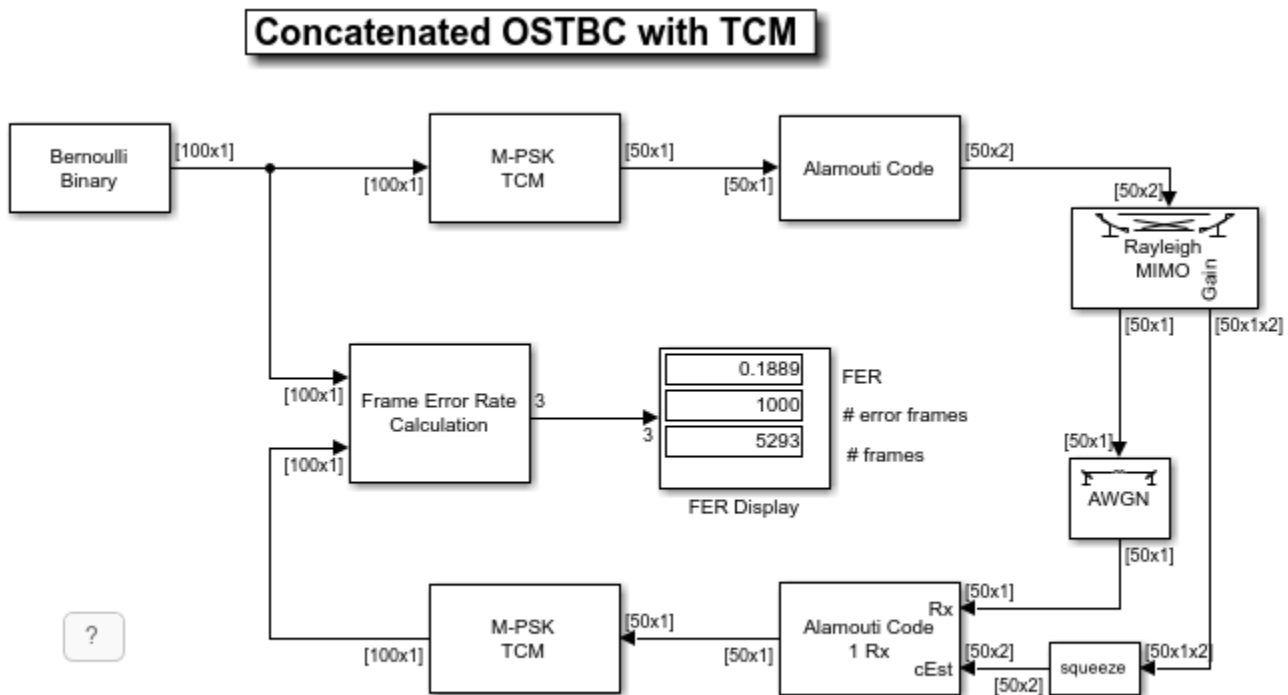 Concatenated OSTBC with TCM
Bernoulli
Binary
[100x1]
[100x1]
M-PSK
TCM
[50x1]
[50x1]
Alamouti Code
[50x2]
[50x2]
Rayleigh
MIMO
Gain
[50x1]
[50x1x2]
[100x1]
[100x1]
Frame Error Rate
Calculation
3
3
0.1889
1000
5293
FER
# error frames
# frames
FER Display
[50x1]
AWGN
[50x1]
?
M-PSK
TCM
[100x1]
[50x1]
[50x1]
Alamouti Code
1 Rx
Rx
cEst
[50x1]
[50x2]
[50x2]
squeeze
[50x1x2]